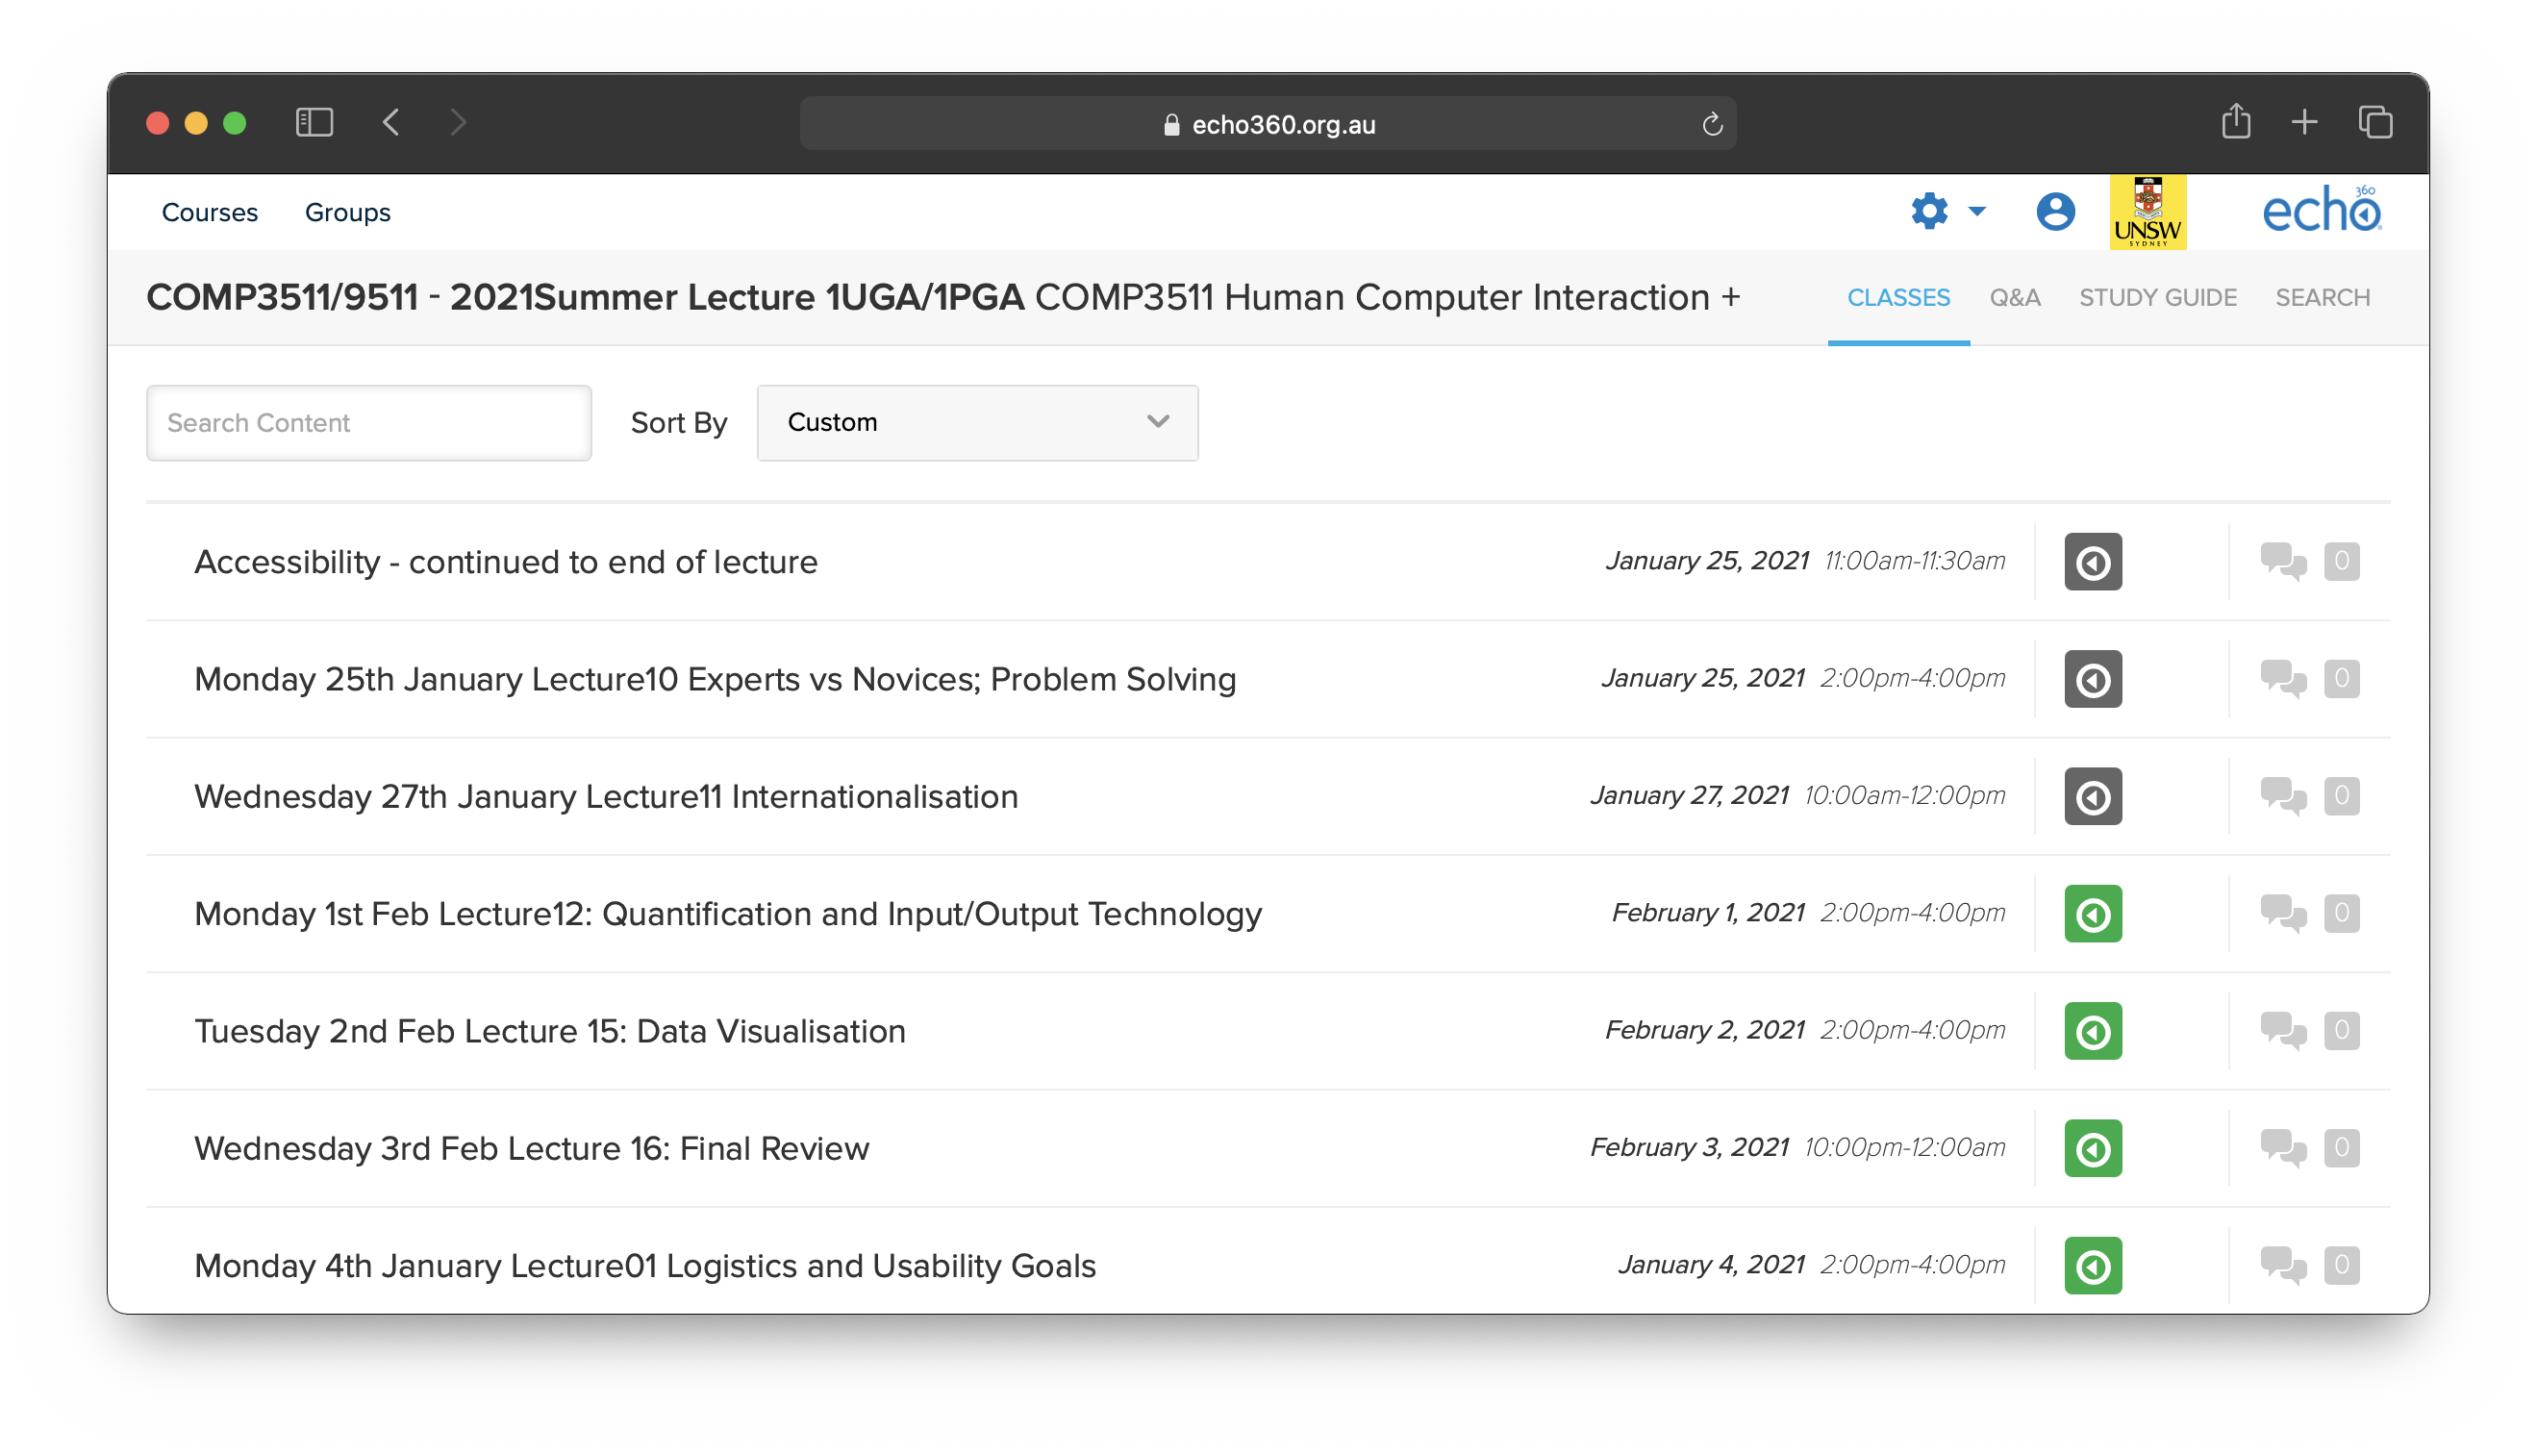 echo360.org.au
Courses Groups
UNSW
SYDNEY
echo 360
COMP3511/9511 - 2021Summer Lecture 1UGA/1PGA COMP3511 Human Computer Interaction +
CLASSES Q&A STUDY GUIDE SEARCH
Search Content Sort By Custom
Accessibility - continued to end of lecture January 25, 2021 11:00am-11:30am 0
Monday 25th January Lecture10 Experts vs Novices; Problem Solving January 25, 2021 2:00pm-4:00pm 0
Wednesday 27th January Lecture11 Internationalisation January 27, 2021 10:00am-12:00pm 0
Monday 1st Feb Lecture12: Quantification and Input/Output Technology February 1, 2021 2:00pm-4:00pm 0
Tuesday 2nd Feb Lecture 15: Data Visualisation February 2, 2021 2:00pm-4:00pm 0
Wednesday 3rd Feb Lecture 16: Final Review February 3, 2021 10:00pm-12:00am 0
Monday 4th January Lecture01 Logistics and Usability Goals January 4, 2021 2:00pm-4:00pm 0